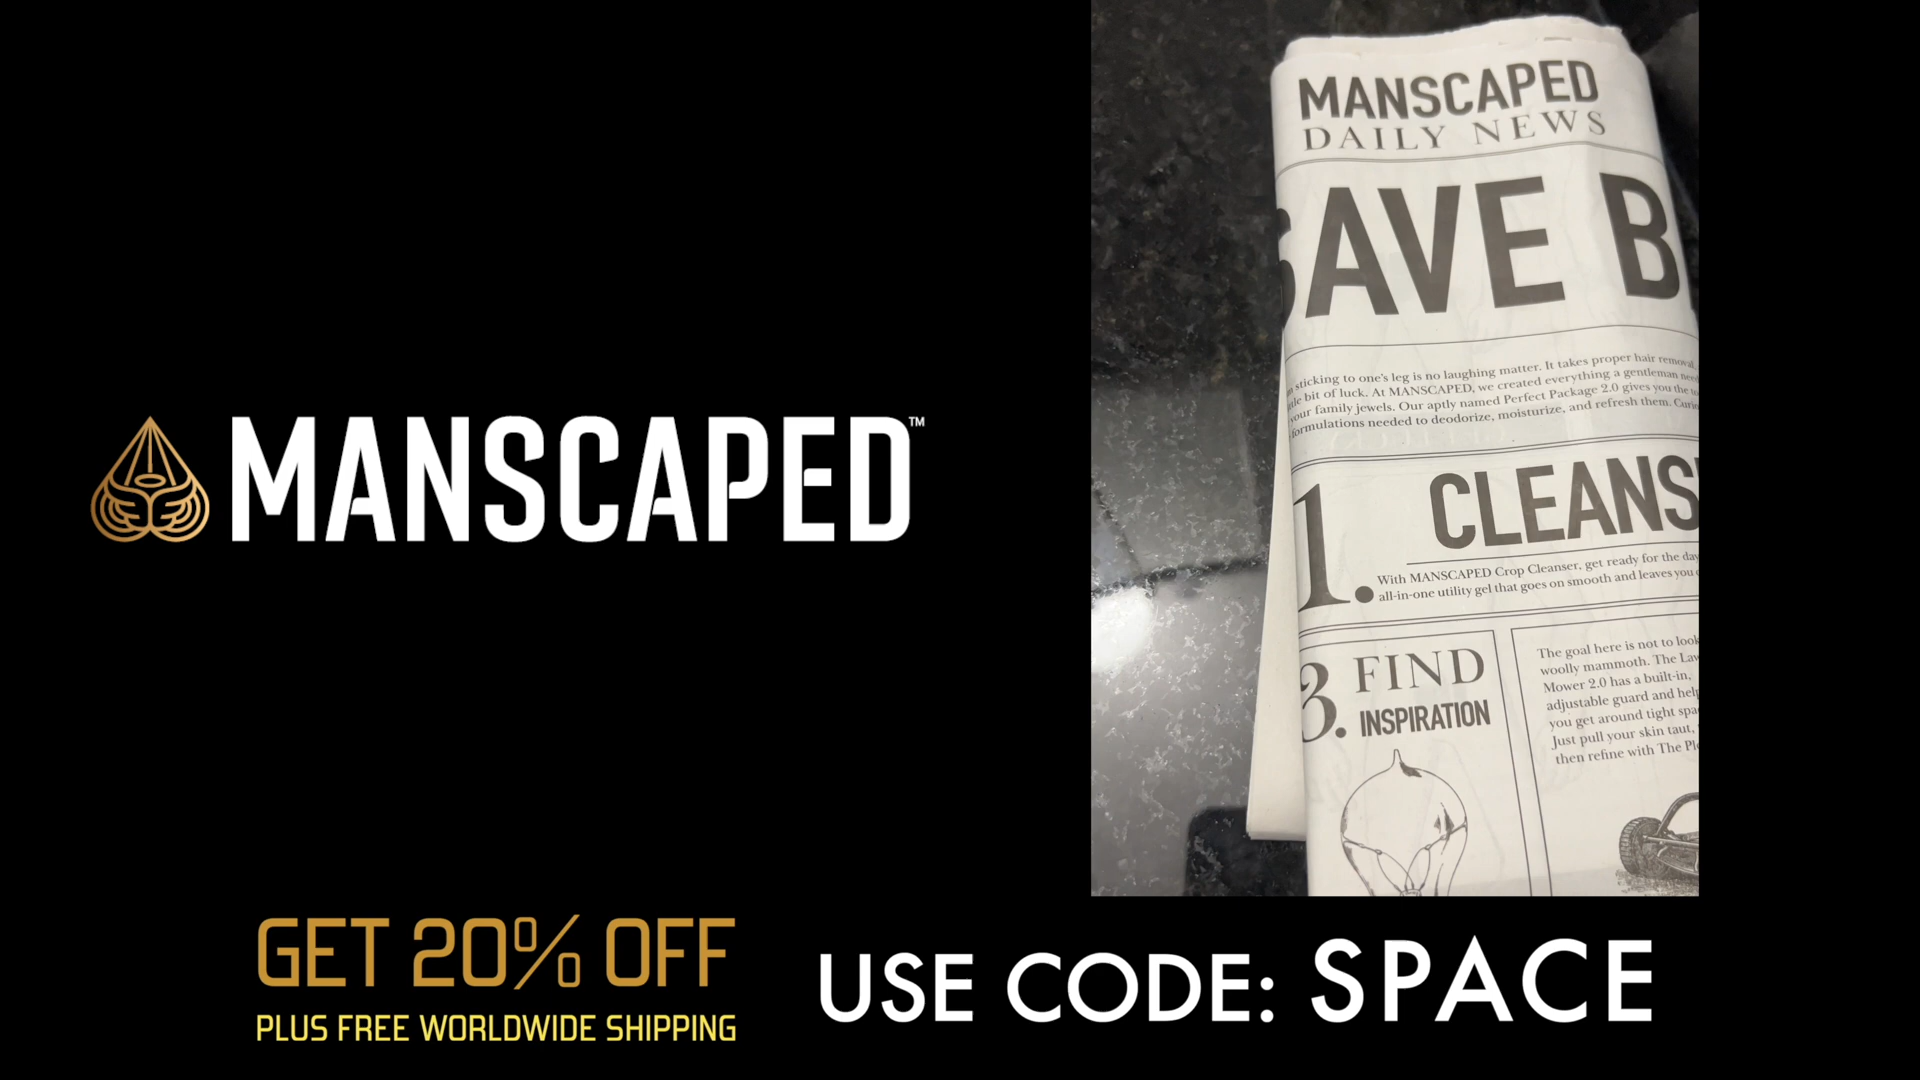 MANSCAPED™
MANSCAPED
DAILY NEWS
SAVE B
sticking to one's leg is no laughing matter. It takes proper hair removal,
bit of luck. At MANSCAPED, we created everything a gentleman
your family jewels. Our aptly named Perfect Package 2.0 gives you the
formulations needed to deodorize, moisturize, and refresh them.
1.
CLEANS
With MANSCAPED Crop Cleanser, get ready for the day
all-in-one utility gel that goes on smooth and leaves you
3. FIND
INSPIRATION
The goal here is not to look
woolly mammoth. The
Mower 2.0 has a built-in,
adjustable guard and
you get around tight
Just pull your skin taut,
then refine with The
GET 20% OFF
PLUS FREE WORLDWIDE SHIPPING
USE CODE: SPACE